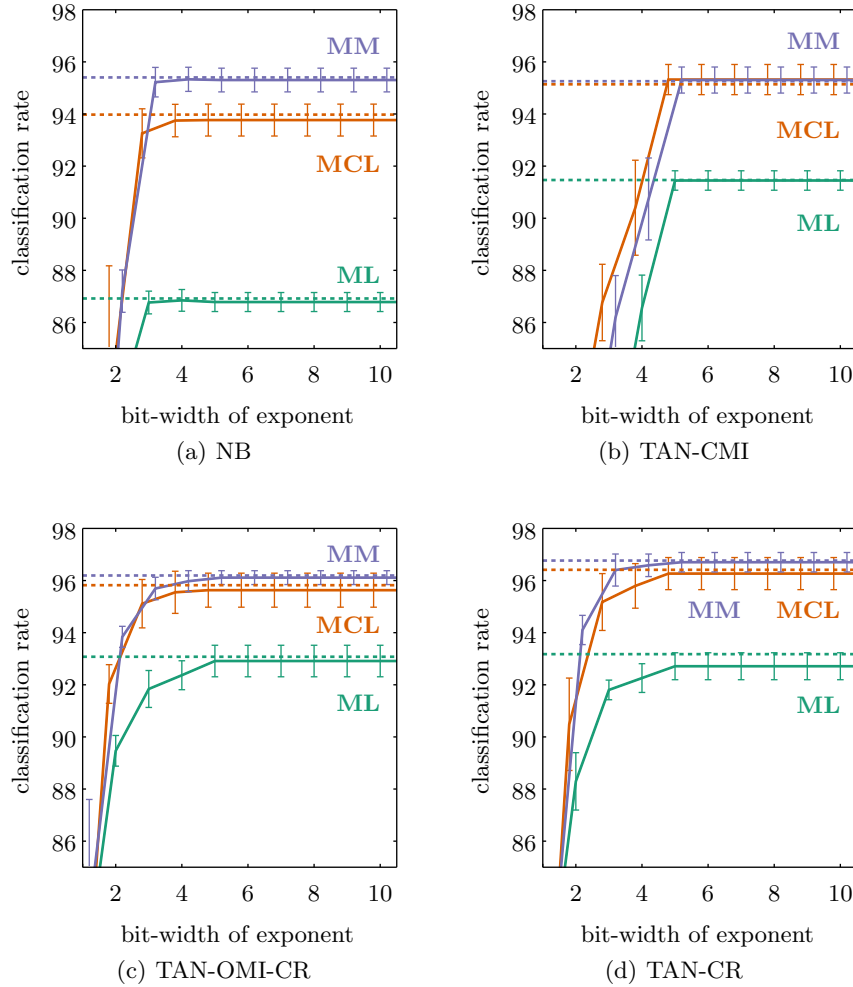 98
96
94
92
90
88
86
classification rate
MM
MCL
ML
2 4 6 8 10
bit-width of exponent
(a) NB
98
96
94
92
90
88
86
classification rate
MM
MCL
ML
2 4 6 8 10
bit-width of exponent
(b) TAN-CMI
98
96
94
92
90
88
86
classification rate
MM
MCL
ML
2 4 6 8 10
bit-width of exponent
(c) TAN-OMI-CR
98
96
94
92
90
88
86
classification rate
MM MCL
ML
2 4 6 8 10
bit-width of exponent
(d) TAN-CR